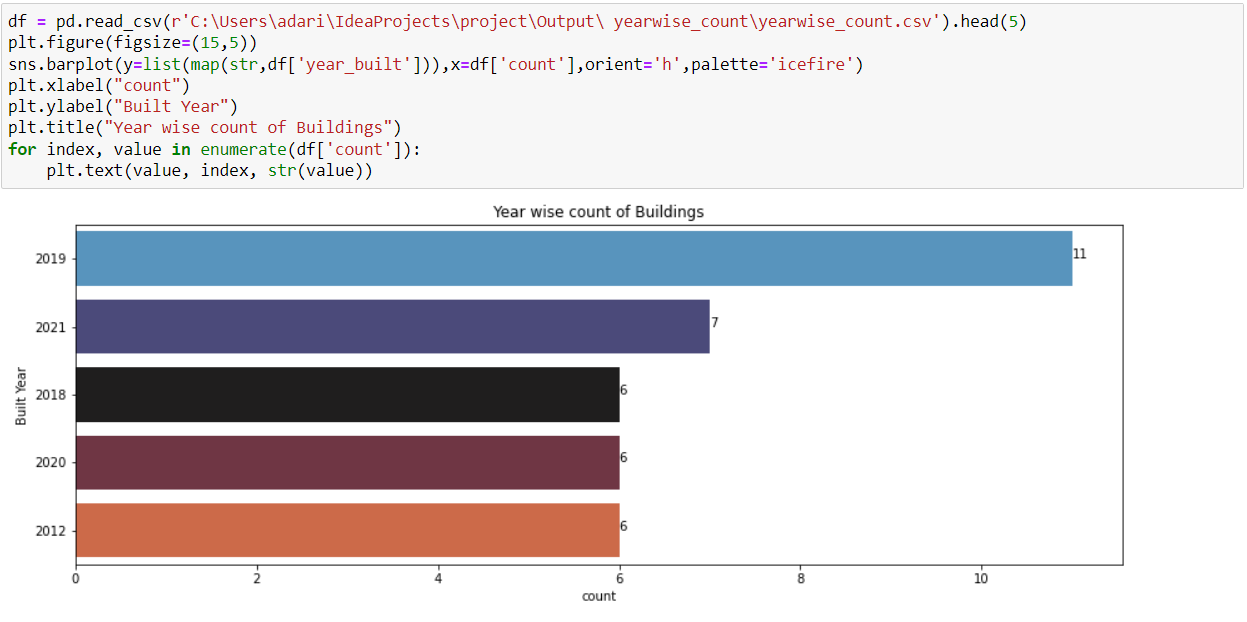 df = pd.read_csv(r'C:\Users\adari\IdeaProjects\project\Output\ yearwise_count\yearwise_count.csv').head(5)
plt.figure(figsize=(15,5))
sns.barplot(y=list(map(str,df['year_built'])),x=df['count'],orient='h',palette='icefire')
plt.xlabel("count")
plt.ylabel("Built Year")
plt.title("Year wise count of Buildings")
for index, value in enumerate(df['count']):
    plt.text(value, index, str(value))
Year wise count of Buildings
2019 11
2021 7
2018 6
2020 6
2012 6
Built Year
0 2 4 6 8 10
count